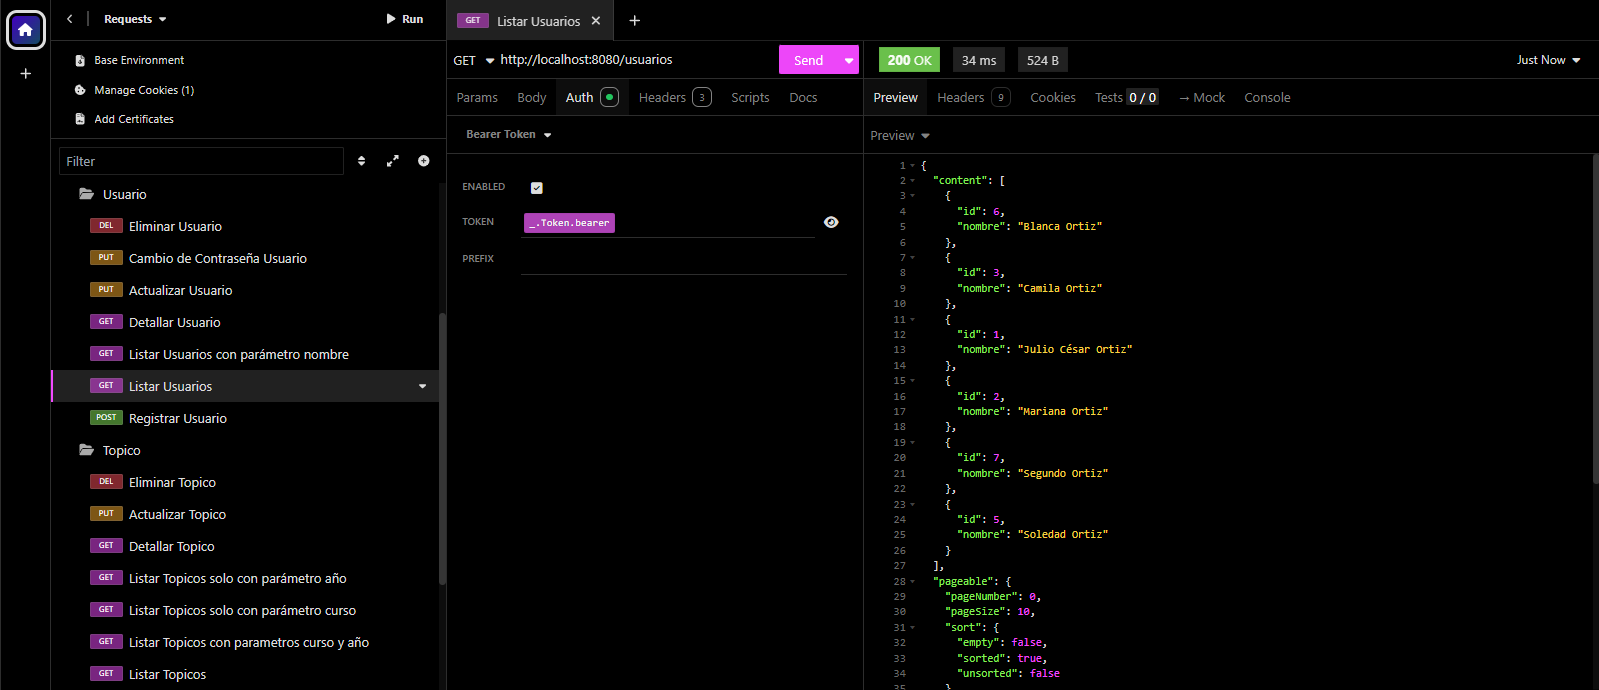 Requests
Run
Base Environment
Manage Cookies (1)
Add Certificates
Filter
Usuario
DEL Eliminar Usuario
PUT Cambio de Contraseña Usuario
PUT Actualizar Usuario
GET Detallar Usuario
GET Listar Usuarios con parámetro nombre
GET Listar Usuarios
POST Registrar Usuario
Topico
DEL Eliminar Topico
PUT Actualizar Topico
GET Detallar Topico
GET Listar Topicos solo con parámetro año
GET Listar Topicos solo con parámetro curso
GET Listar Topicos con parametros curso y año
GET Listar Topicos
GET Listar Usuarios
GET http://localhost:8080/usuarios
Send
Params Body Auth Headers 3 Scripts Docs
Bearer Token
ENABLED
TOKEN _.Token.bearer
PREFIX
200 OK 34 ms 524 B Just Now
Preview Headers 9 Cookies Tests 0 / 0 → Mock Console
Preview
1 {
2 "content": [
3 {
4 "id": 6,
5 "nombre": "Blanca Ortiz"
6 },
7 {
8 "id": 3,
9 "nombre": "Camila Ortiz"
10 },
11 {
12 "id": 1,
13 "nombre": "Julio César Ortiz"
14 },
15 {
16 "id": 2,
17 "nombre": "Mariana Ortiz"
18 },
19 {
20 "id": 7,
21 "nombre": "Segundo Ortiz"
22 },
23 {
24 "id": 5,
25 "nombre": "Soledad Ortiz"
26 }
27 ],
28 "pageable": {
29 "pageNumber": 0,
30 "pageSize": 10,
31 "sort": {
32 "empty": false,
33 "sorted": true,
34 "unsorted": false
35 }